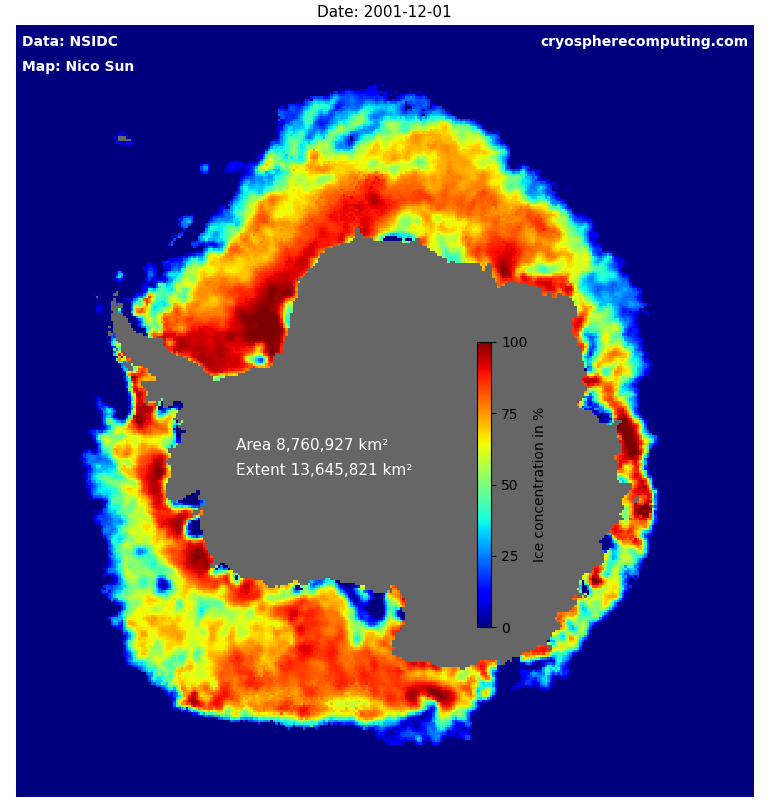 Date: 2001-12-01
Data: NSIDC
cryospherecomputing.com
Map: Nico Sun
100
75
50
25
0
Ice concentration in %
Area 8,760,927 km²
Extent 13,645,821 km²